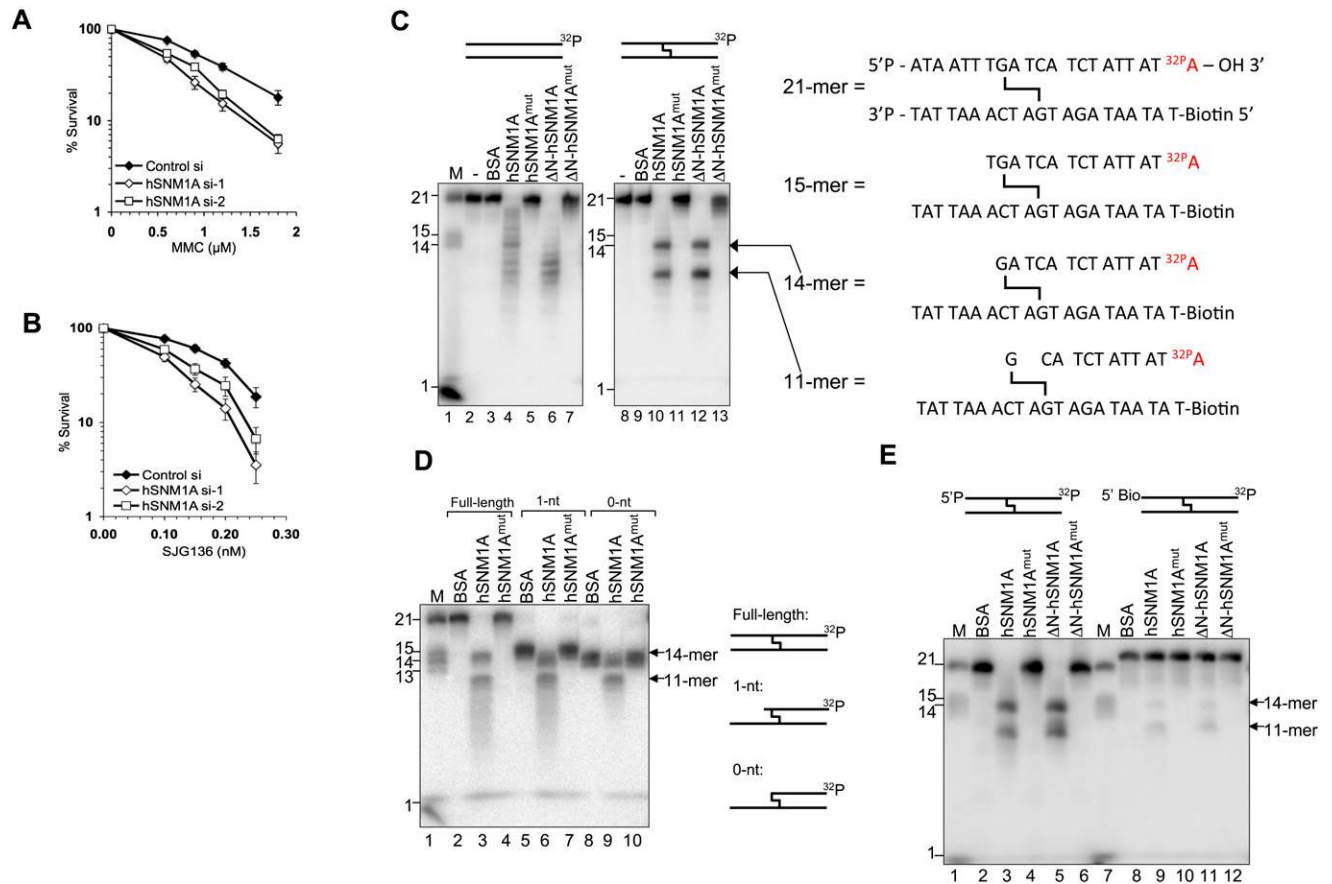 A
100
10
1
% Survival
Control si
hSNM1A si-1
hSNM1A si-2
0
0.5
1
1.5
2
MMC (µM)
B
100
10
1
% Survival
Control si
hSNM1A si-1
hSNM1A si-2
0.00
0.10
0.20
0.30
SJG136 (nM)
C
32P
32P
M
-
BSA
hSNM1A
hSNM1Amut
ΔN-hSNM1A
ΔN-hSNM1Amut
-
BSA
hSNM1A
hSNM1Amut
ΔN-hSNM1A
ΔN-hSNM1Amut
21
15
14
1
21
15
14
1
1 2 3 4 5 6 7
8 9 10 11 12 13
21-mer =
5'P - ATA ATT TGA TCA TCT ATT AT 32PA – OH 3'
3'P - TAT TAA ACT AGT AGA TAA TA T-Biotin 5'
15-mer =
TGA TCA TCT ATT AT 32PA
TAT TAA ACT AGT AGA TAA TA T-Biotin
14-mer =
GA TCA TCT ATT AT 32PA
TAT TAA ACT AGT AGA TAA TA T-Biotin
11-mer =
G CA TCT ATT AT 32PA
TAT TAA ACT AGT AGA TAA TA T-Biotin
D
Full-length
1-nt
0-nt
M
BSA
hSNM1A
hSNM1Amut
BSA
hSNM1A
hSNM1Amut
BSA
hSNM1A
hSNM1Amut
21
15
14
13
1
14-mer
11-mer
1 2 3 4 5 6 7 8 9 10
Full-length:
32P
1-nt:
32P
0-nt:
32P
E
5'P
32P
5' Bio
32P
M
BSA
hSNM1A
hSNM1Amut
ΔN-hSNM1A
ΔN-hSNM1Amut
M
BSA
hSNM1A
hSNM1Amut
ΔN-hSNM1A
ΔN-hSNM1Amut
21
15
14
1
14-mer
11-mer
1 2 3 4 5 6 7 8 9 10 11 12